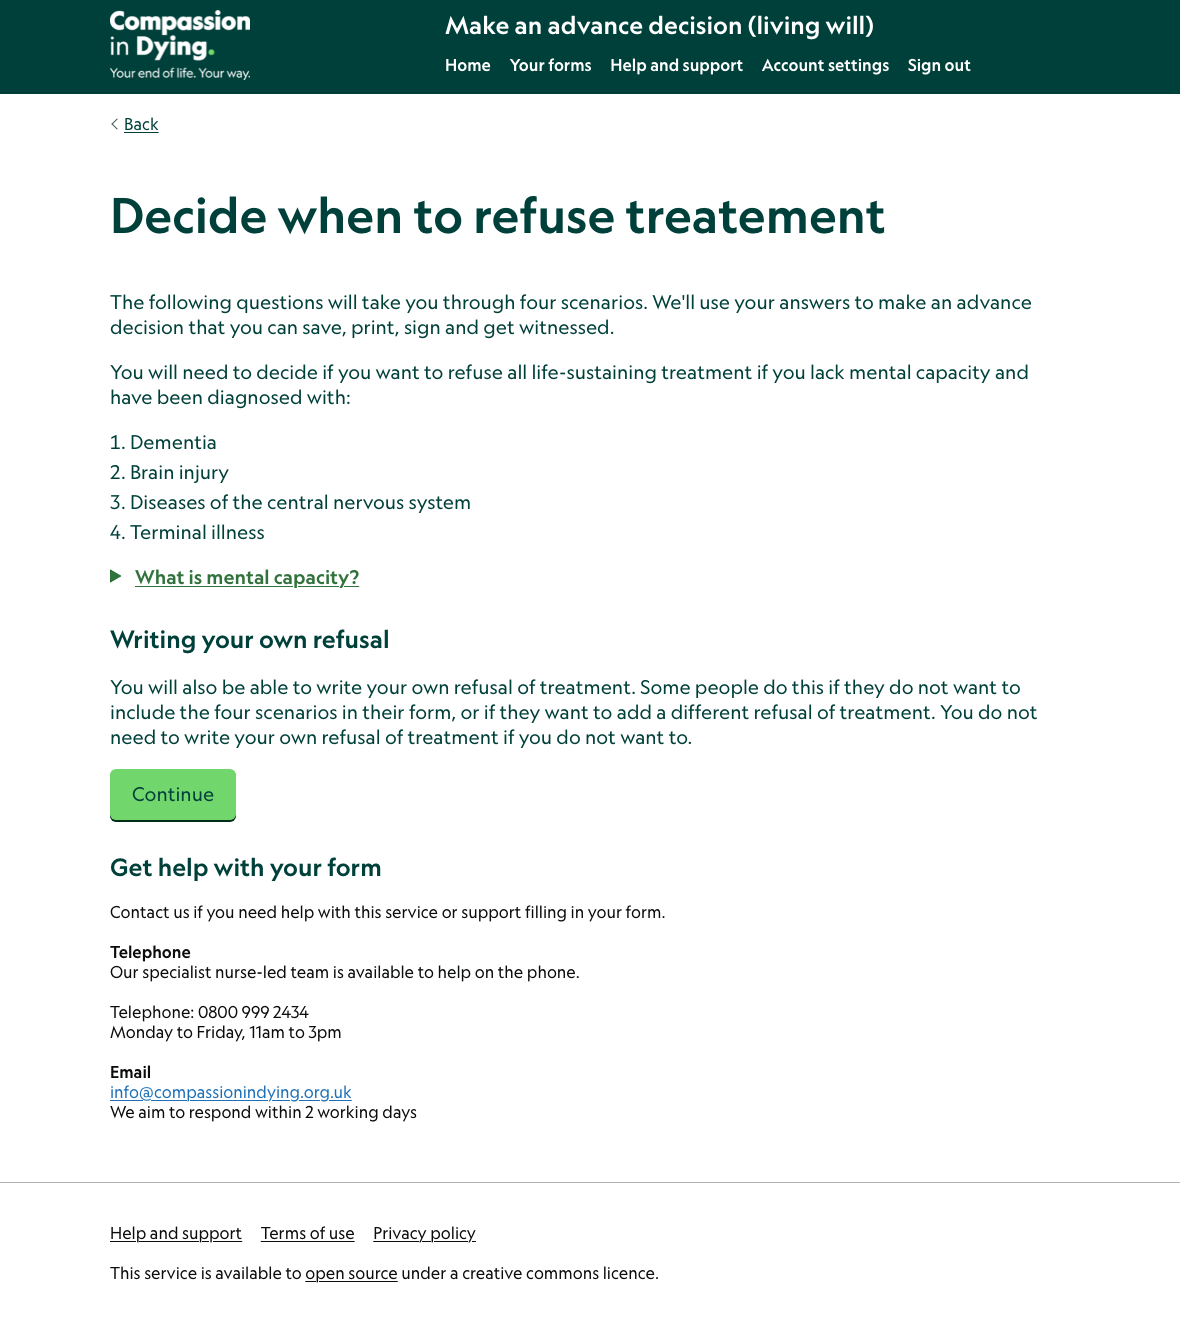 Compassion
in Dying.
Your end of life. Your way.
Make an advance decision (living will)
Home Your forms Help and support Account settings Sign out
Back
Decide when to refuse treatement
The following questions will take you through four scenarios. We'll use your answers to make an advance
decision that you can save, print, sign and get witnessed.
You will need to decide if you want to refuse all life-sustaining treatment if you lack mental capacity and
have been diagnosed with:
1. Dementia
2. Brain injury
3. Diseases of the central nervous system
4. Terminal illness
What is mental capacity?
Writing your own refusal
You will also be able to write your own refusal of treatment. Some people do this if they do not want to
include the four scenarios in their form, or if they want to add a different refusal of treatment. You do not
need to write your own refusal of treatment if you do not want to.
Continue
Get help with your form
Contact us if you need help with this service or support filling in your form.
Telephone
Our specialist nurse-led team is available to help on the phone.
Telephone: 0800 999 2434
Monday to Friday, 11am to 3pm
Email
info@compassionindying.org.uk
We aim to respond within 2 working days
Help and support Terms of use Privacy policy
This service is available to open source under a creative commons licence.